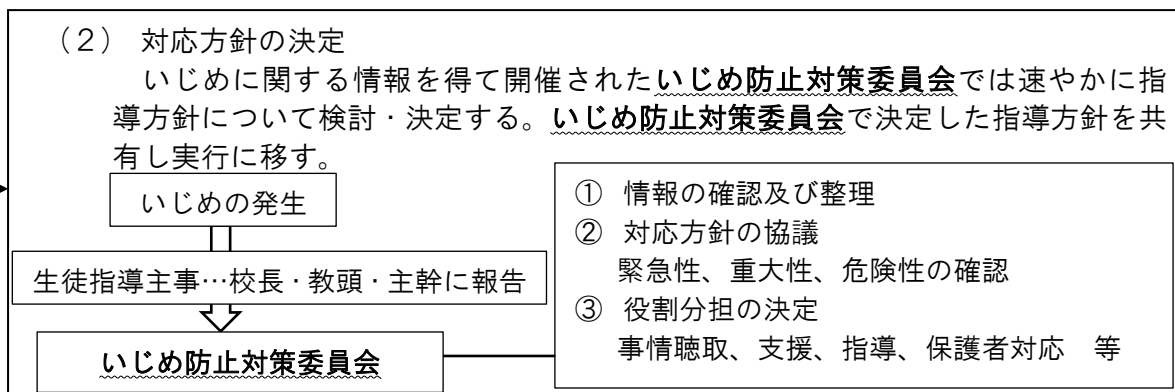 （２） 対応方針の決定
いじめに関する情報を得て開催されたいじめ防止対策委員会では速やかに指
導方針について検討・決定する。いじめ防止対策委員会で決定した指導方針を共
有し実行に移す。
いじめの発生
生徒指導主事…校長・教頭・主幹に報告
いじめ防止対策委員会
① 情報の確認及び整理
② 対応方針の協議
緊急性、重大性、危険性の確認
③ 役割分担の決定
事情聴取、支援、指導、保護者対応　等